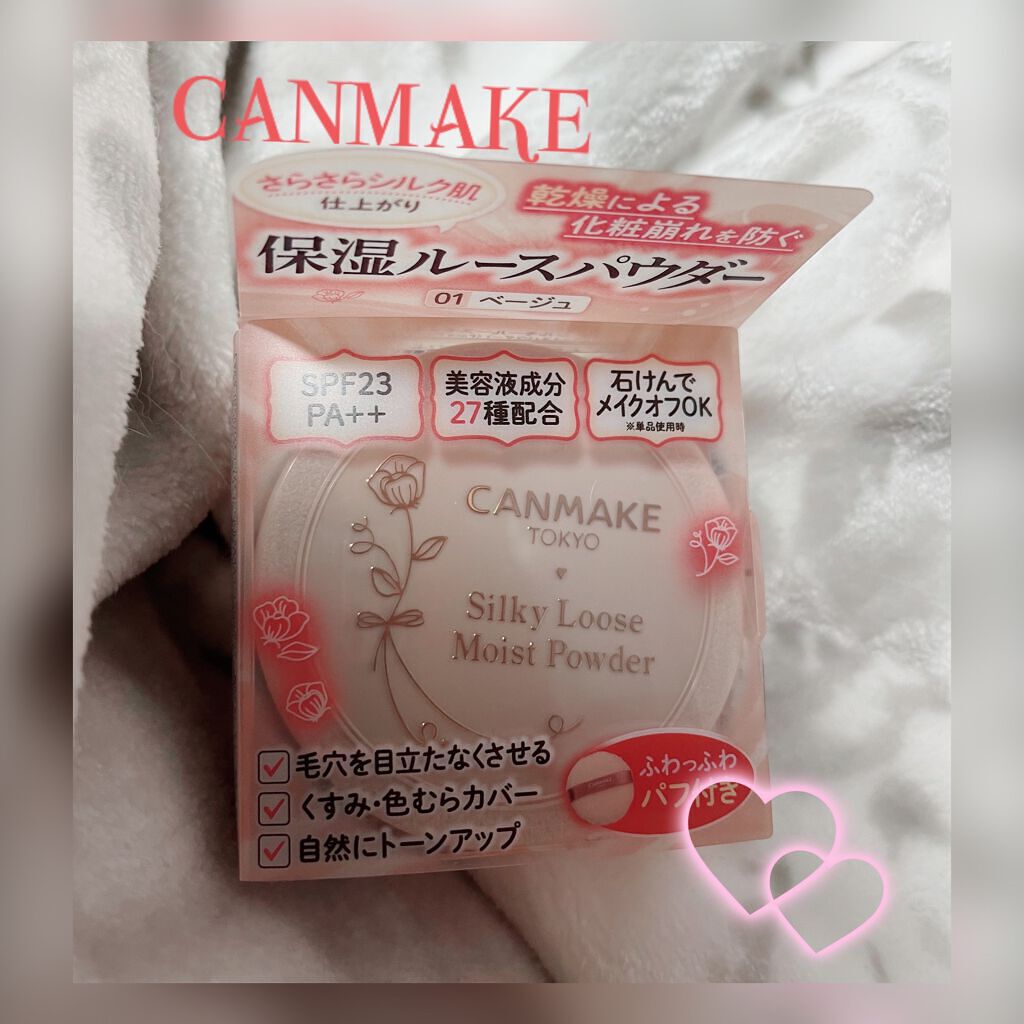 CANMAKE
さらさらシルク肌
仕上がり
乾燥による
化粧崩れを防ぐ
保湿ルースパウダー
01 ベージュ
SPF23
PA++
美容液成分
27種配合
石けんで
メイクオフOK
※単品使用時
CANMAKE
TOKYO
Silky Loose
Moist Powder
毛穴を目立たなくさせる
くすみ・色むらカバー
自然にトーンアップ
ふわっふわ
パフ付き